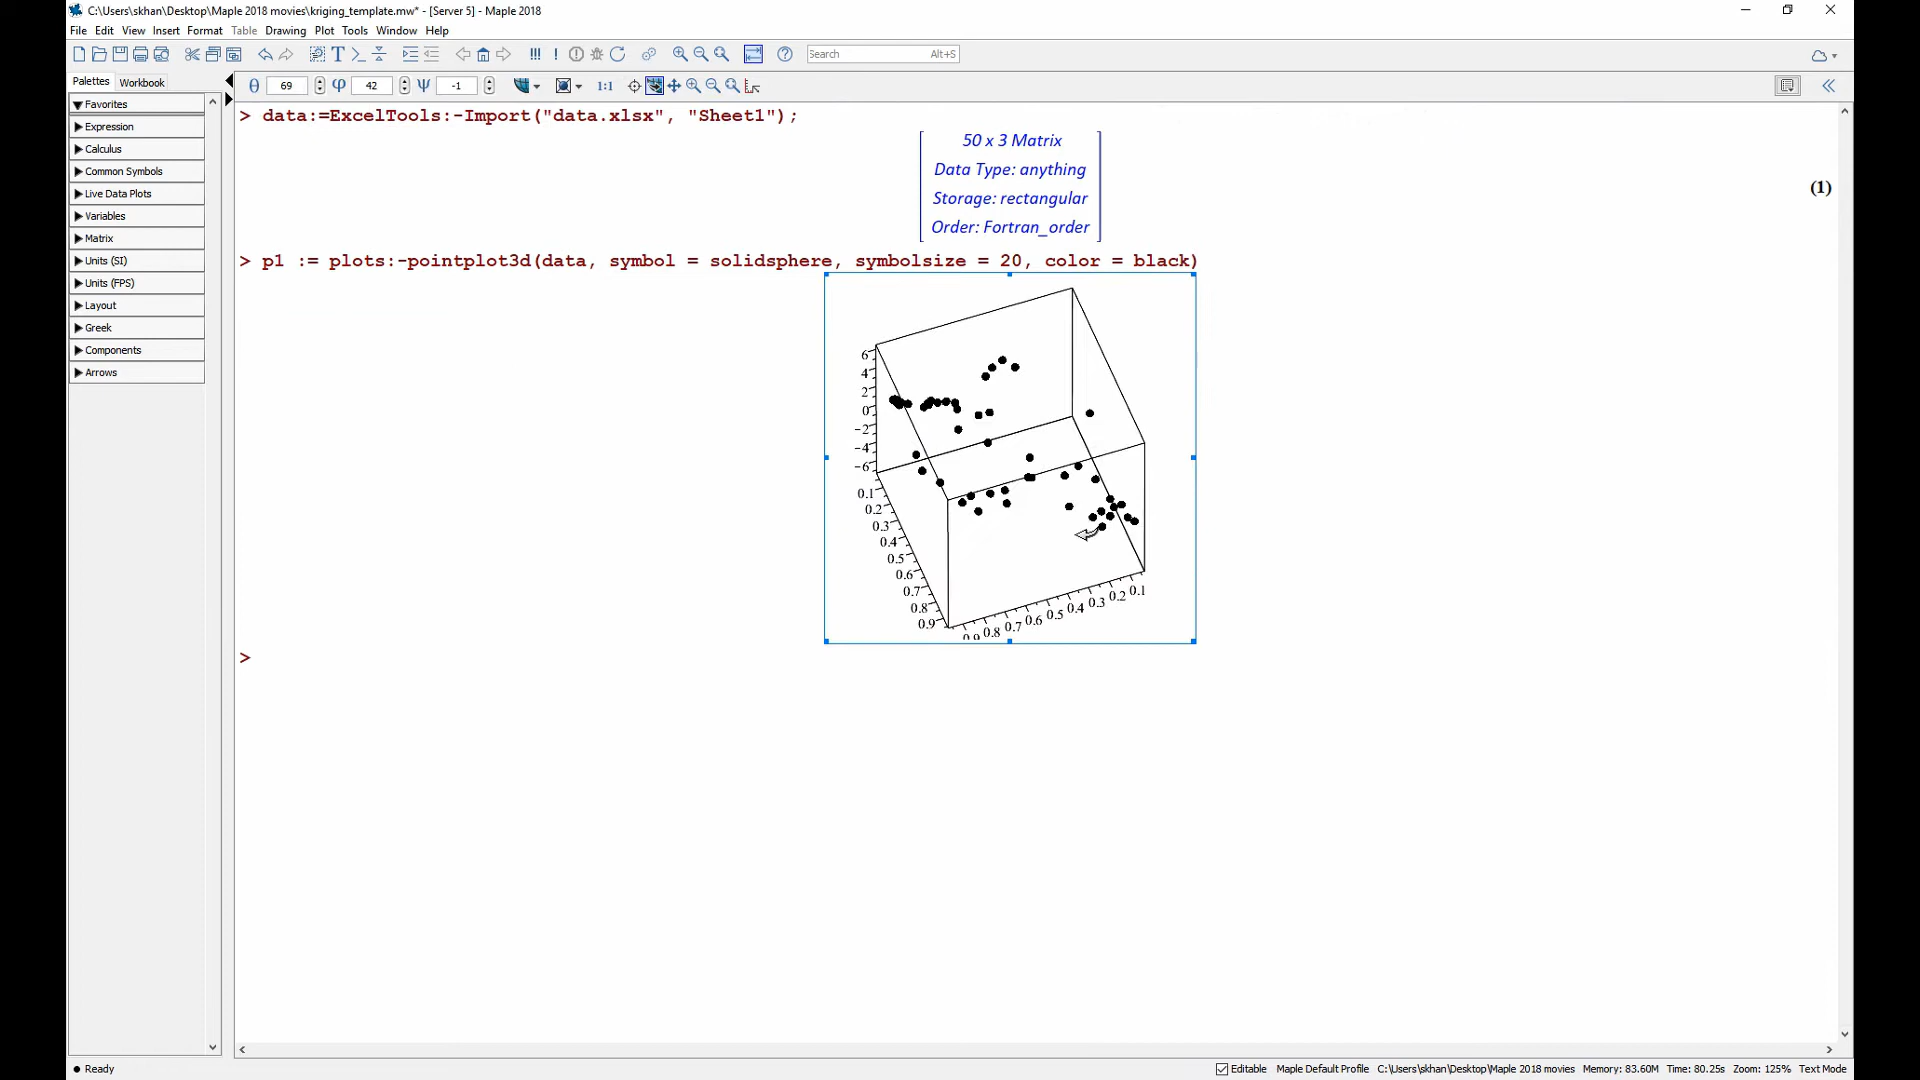 C:\Users\skhan\Desktop\Maple 2018 movies\kriging_template.mw* - [Server 5] - Maple 2018
File Edit View Insert Format Table Plot Tools Window Help
Search Alt+S
Palettes Workbook
θ 69 φ 42 ψ -1 1:1
Favorites
Expression
Calculus
Common Symbols
Live Data Plots
Variables
Matrix
Units (SI)
Units (FPS)
Layout
Greek
Components
Arrows
> data:=ExcelTools:-Import("data.xlsx", "Sheet1");
50 x 3 Matrix
Data Type: anything
Storage: rectangular
Order: Fortran_order
(1)
> p1 := plots:-pointplot3d(data, symbol = solidsphere, symbolsize = 20, color = black)
6
4
2
0
-2
-4
-6
0.1
0.2
0.3
0.4
0.5
0.6
0.7
0.8
0.9
0.9 0.8 0.7 0.6 0.5 0.4 0.3 0.2 0.1
>
Ready
Editable Maple Default Profile C:\Users\skhan\Desktop\Maple 2018 movies Memory: 83.60M Time: 80.25s Zoom: 125% Text Mode